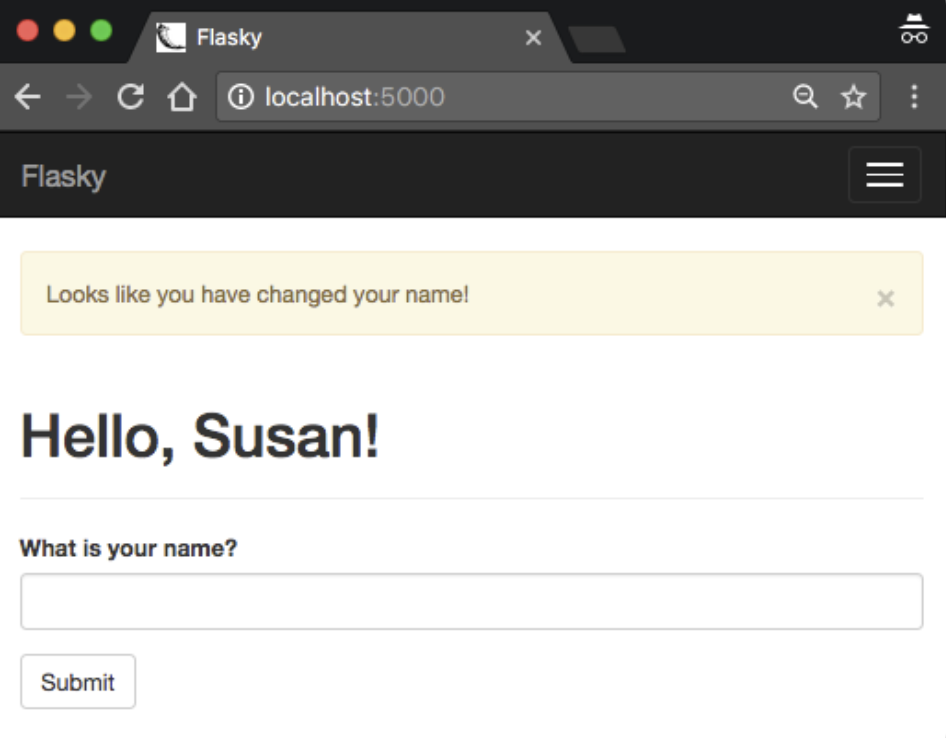 Flasky
localhost:5000
Flasky
Looks like you have changed your name!
Hello, Susan!
What is your name?
Submit